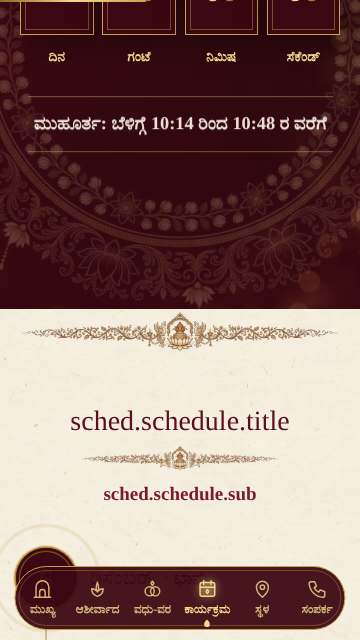 ದಿನ
ಗಂಟೆ
ನಿಮಿಷ
ಸೆಕೆಂಡ್
ಮುಹೂರ್ತ: ಬೆಳಿಗ್ಗೆ 10:14 ರಿಂದ 10:48 ರ ವರೆಗೆ
sched.schedule.title
sched.schedule.sub
ಮುಖ್ಯ
ಆಶೀರ್ವಾದ
ವಧು-ವರ
ಕಾರ್ಯಕ್ರಮ
ಸ್ಥಳ
ಸಂಪರ್ಕ